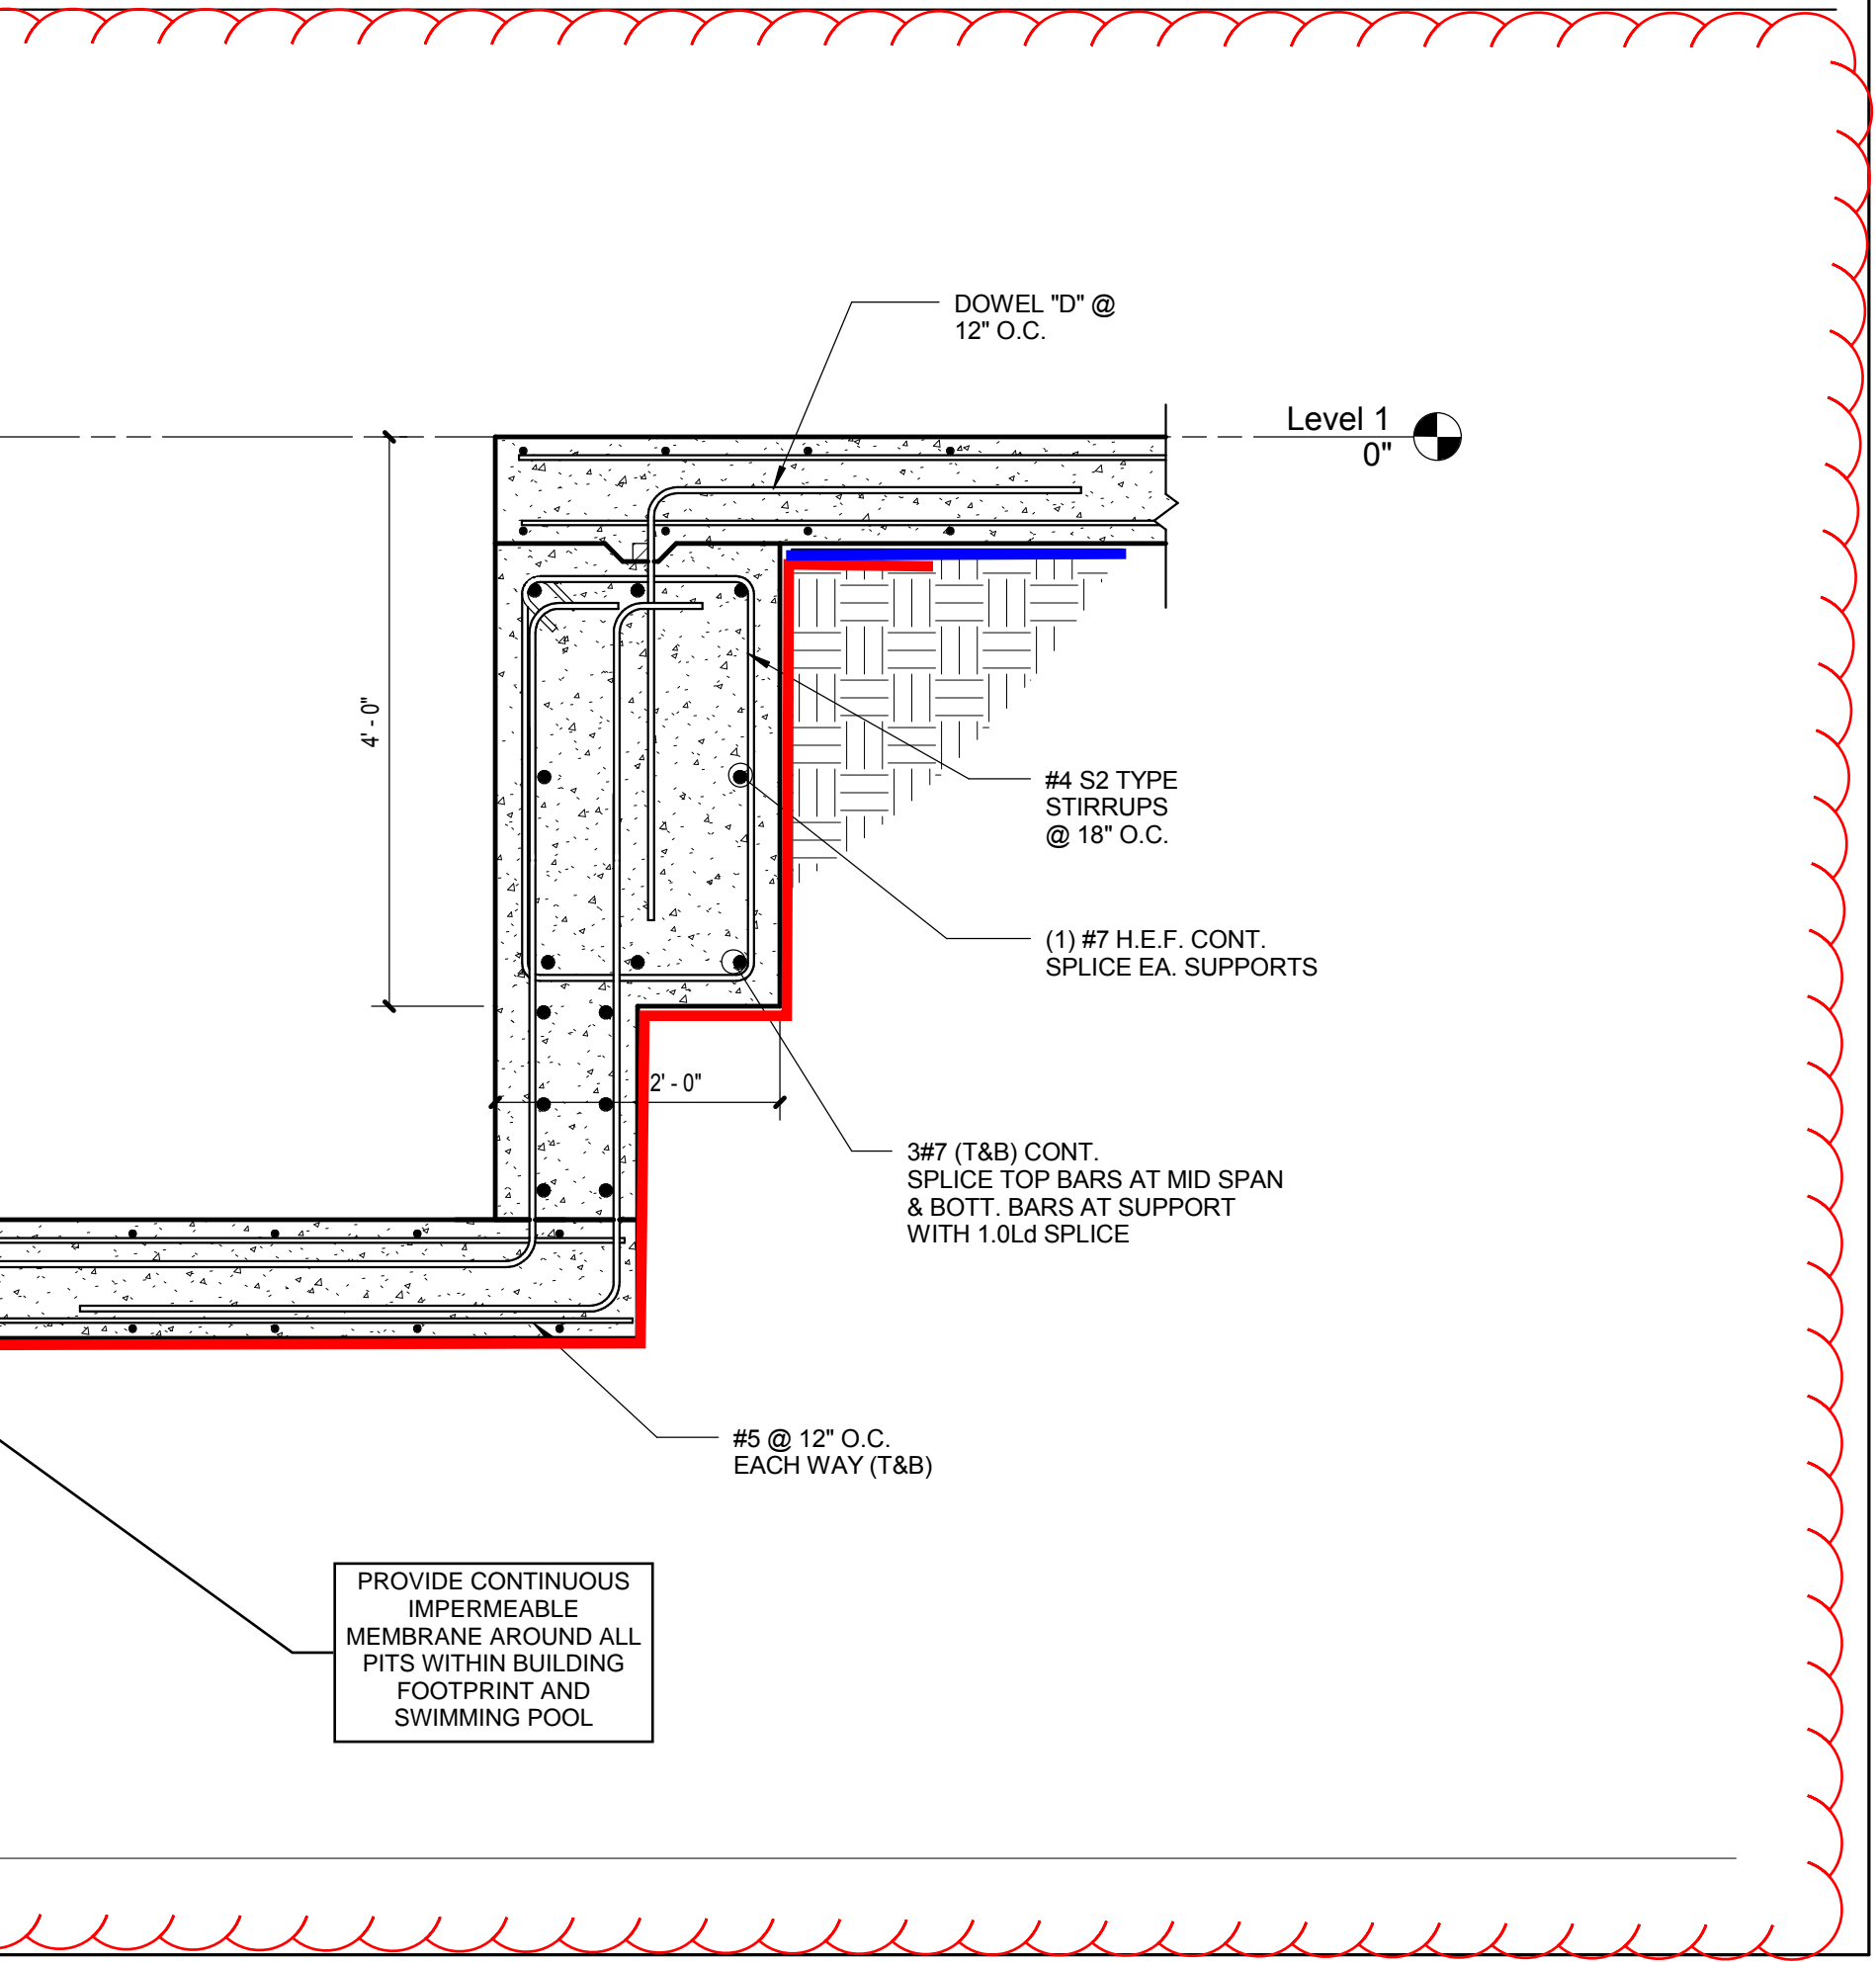 DOWEL "D" @
12" O.C.
Level 1
0"
4' - 0"
#4 S2 TYPE
STIRRUPS
@ 18" O.C.
(1) #7 H.E.F. CONT.
SPLICE EA. SUPPORTS
2' - 0"
3#7 (T&B) CONT.
SPLICE TOP BARS AT MID SPAN
& BOTT. BARS AT SUPPORT
WITH 1.0Ld SPLICE
#5 @ 12" O.C.
EACH WAY (T&B)
PROVIDE CONTINUOUS
IMPERMEABLE
MEMBRANE AROUND ALL
PITS WITHIN BUILDING
FOOTPRINT AND
SWIMMING POOL